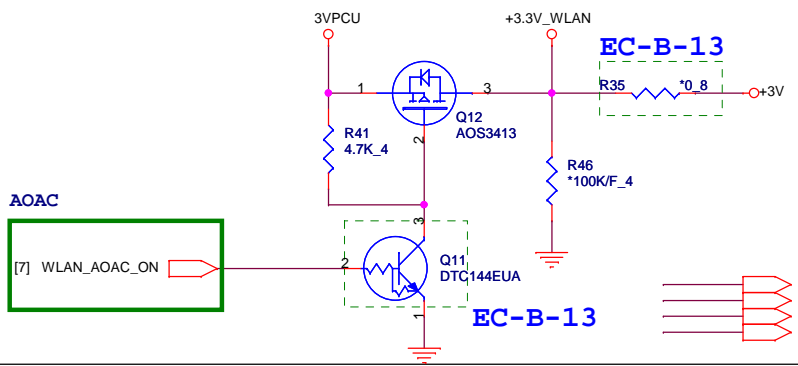 3VPCU
+3.3V_WLAN
EC-B-13
R35
*0_8
+3V
1
3
Q12
AOS3413
2
R41
4.7K_4
R46
*100K/F_4
AOAC
[7] WLAN_AOAC_ON
3
2
Q11
DTC144EUA
1
EC-B-13